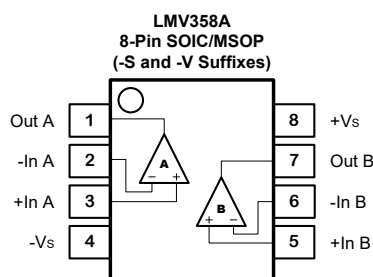 LMV358A
8-Pin SOIC/MSOP
(-S and -V Suffixes)
Out A 1 8 +Vs
-In A 2 A 7 Out B
− +
+In A 3 B 6 -In B
+ −
-Vs 4 5 +In B